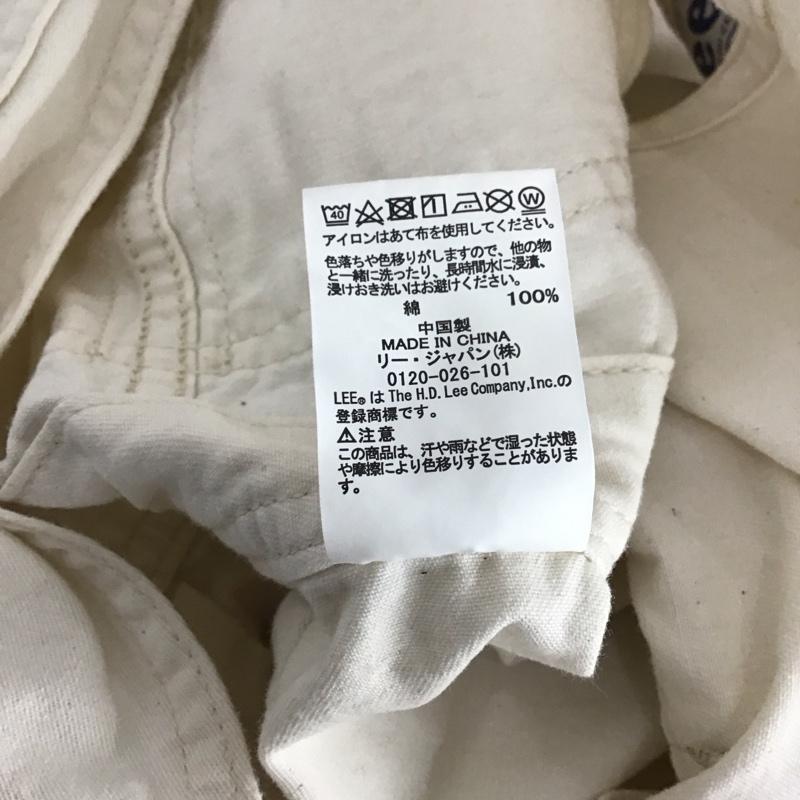 40 W
アイロンはあて布を使用してください。
色落ちや色移りがしますので、他の物
と一緒に洗ったり、長時間水に浸漬、
浸けおき洗いはお避けください。
綿 100%
中国製
MADE IN CHINA
リー・ジャパン(株)
0120-026-101
LEE® は The H.D. Lee Company,Inc.の
登録商標です。
⚠注意
この商品は、汗や雨などで湿った状態
や摩擦により色移りすることがありま
す。